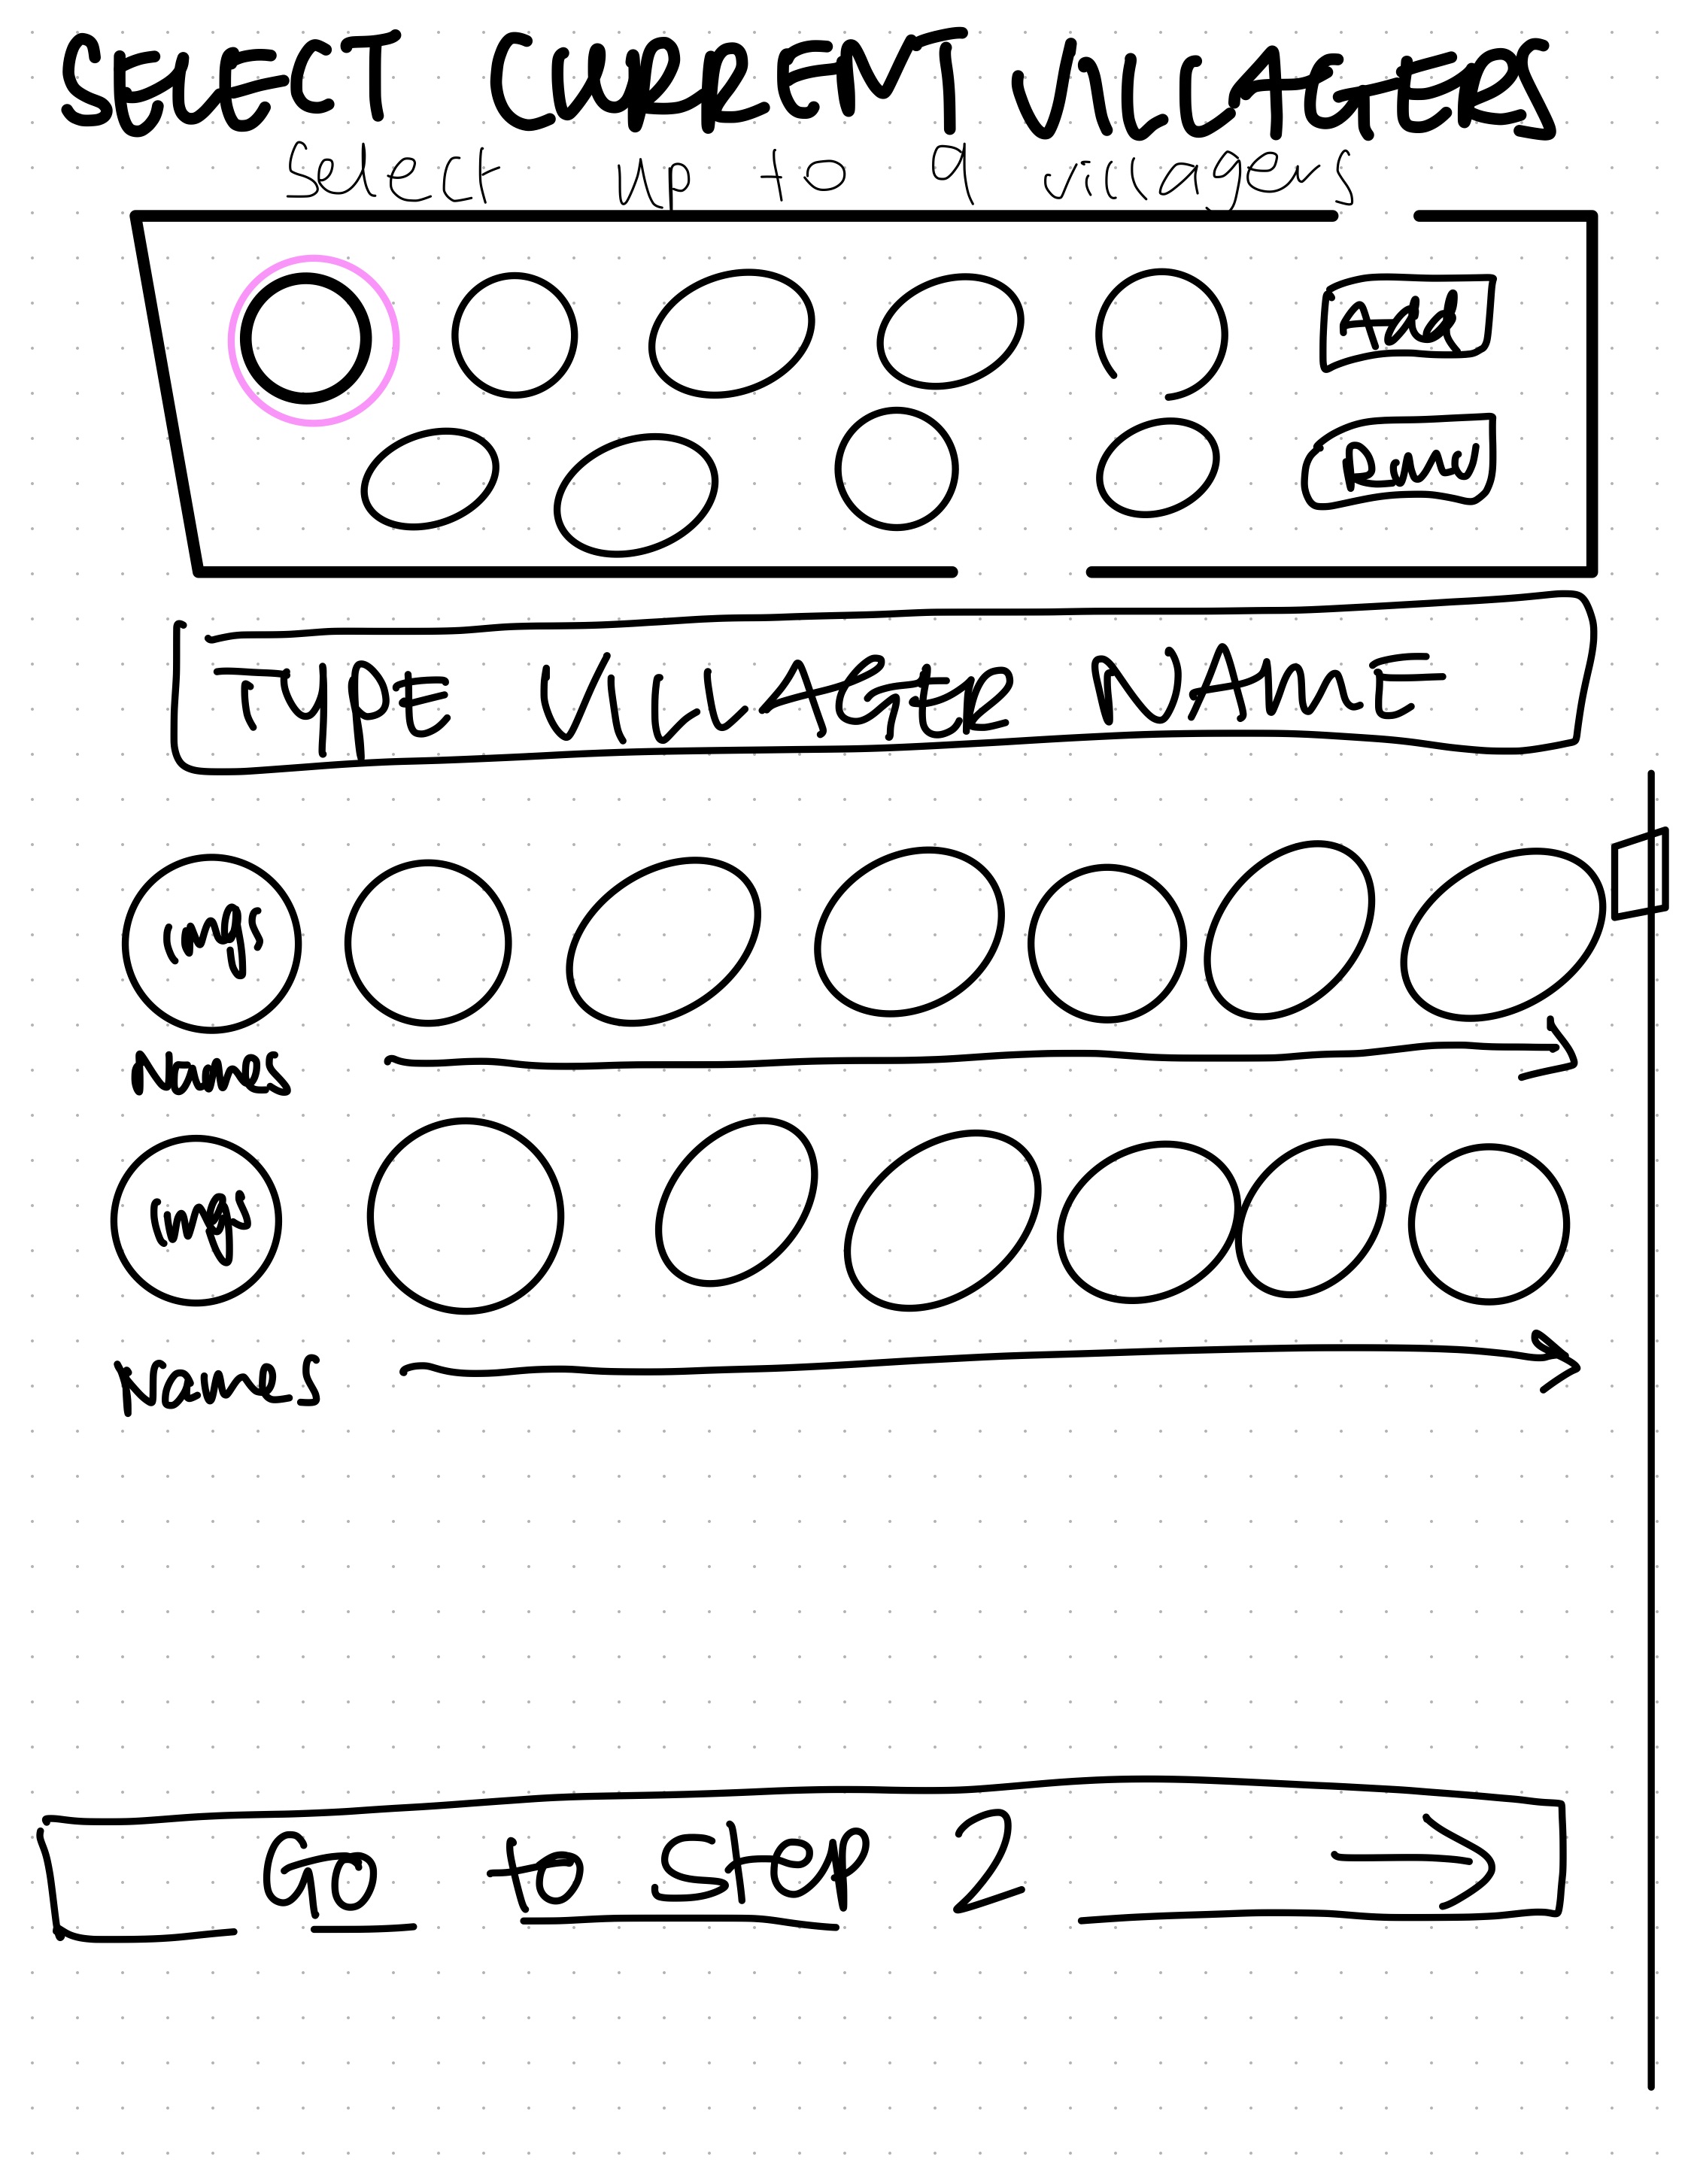 SELECT CURRENT VILLAGERS
Select up to 9 villagers
Add
TYPE VILLAGER NAME
imgs
Names
imgs
Names
Go to step 2